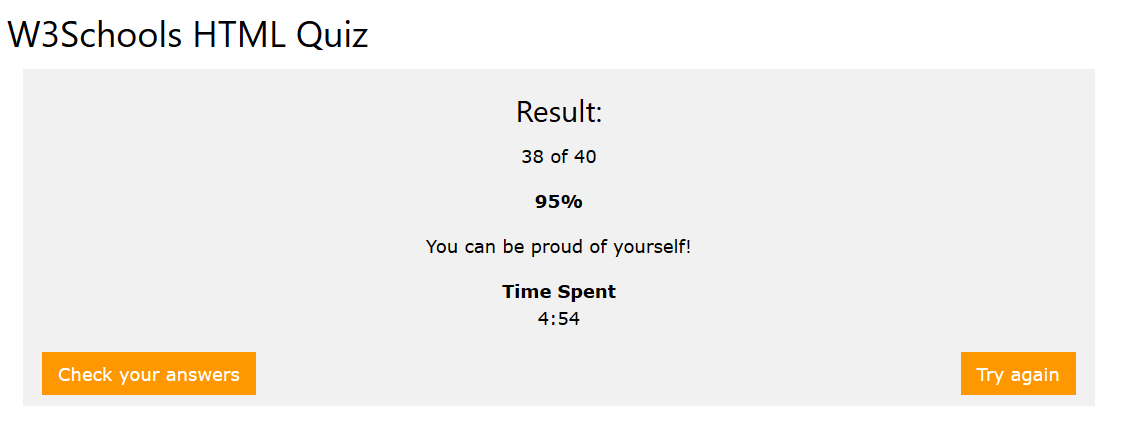 W3Schools HTML Quiz
Result:
38 of 40
95%
You can be proud of yourself!
Time Spent
4:54
Check your answers
Try again